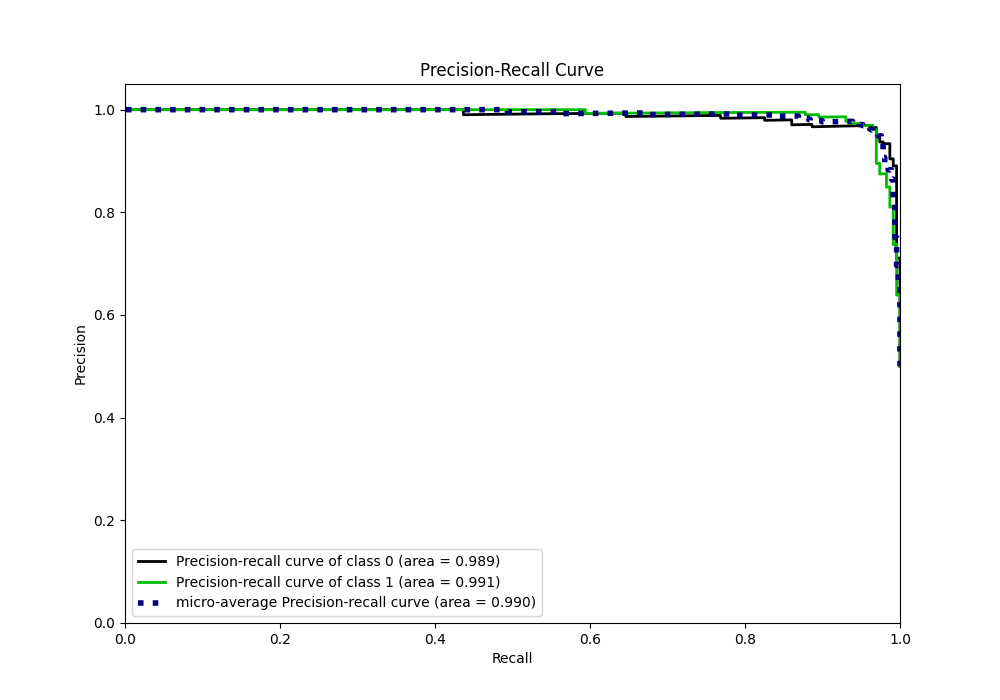 Precision-Recall Curve
1.0
0.8
0.6
0.4
0.2
0.0
Precision
Precision-recall curve of class 0 (area = 0.989)
Precision-recall curve of class 1 (area = 0.991)
micro-average Precision-recall curve (area = 0.990)
0.0 0.2 0.4 0.6 0.8 1.0
Recall